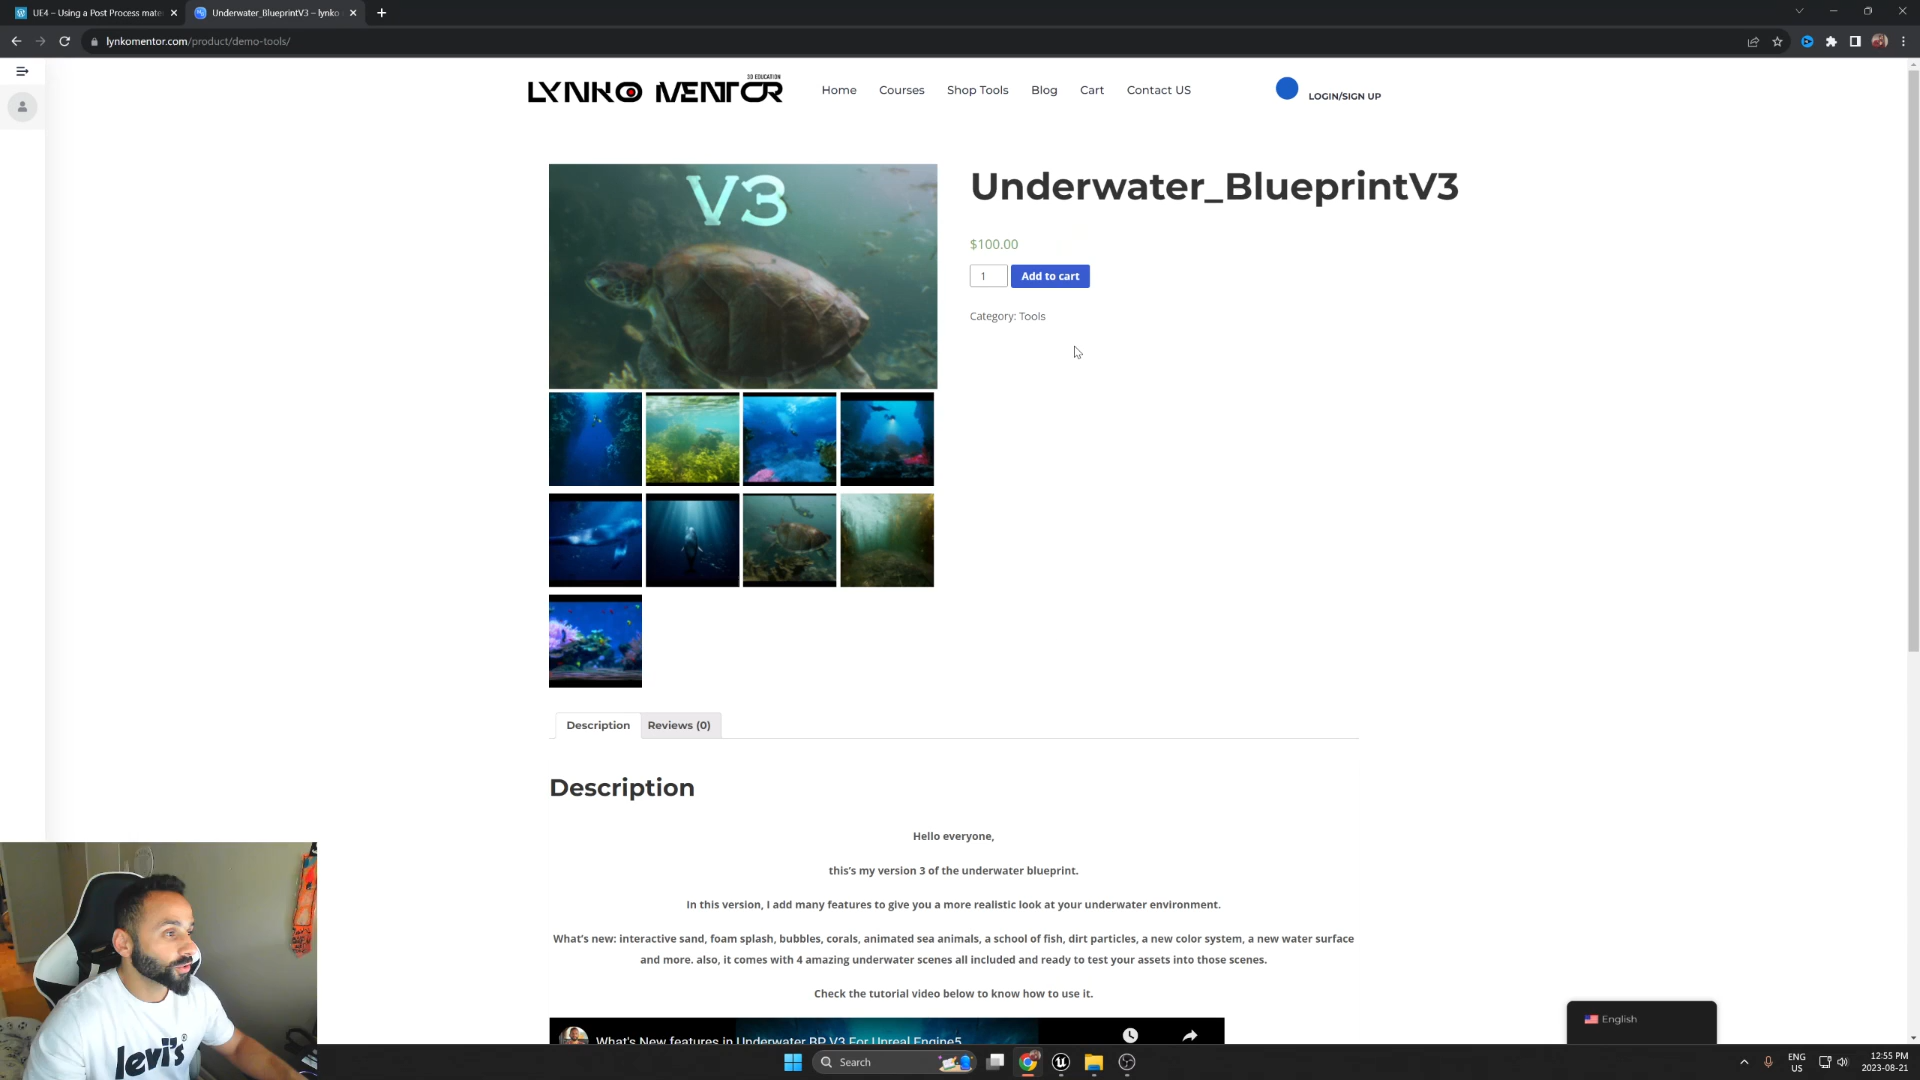 UE4 – Using a Post Process mate
Underwater_BlueprintV3 – lynko
lynkomentor.com/product/demo-tools/
3D EDUCATION
LYNKO MENTOR
Home
Courses
Shop Tools
Blog
Cart
Contact US
LOGIN/SIGN UP
V3
Underwater_BlueprintV3
$100.00
1
Add to cart
Category: Tools
Description
Reviews (0)
Description
Hello everyone,
this's my version 3 of the underwater blueprint.
In this version, I add many features to give you a more realistic look at your underwater environment.
What's new: interactive sand, foam splash, bubbles, corals, animated sea animals, a school of fish, dirt particles, a new color system, a new water surface
and more. also, it comes with 4 amazing underwater scenes all included and ready to test your assets into those scenes.
Check the tutorial video below to know how to use it.
What's New features in Underwater BP V3 For Unreal Engine5
English
Levi's
Search
ENG
US
12:55 PM
2023-08-21